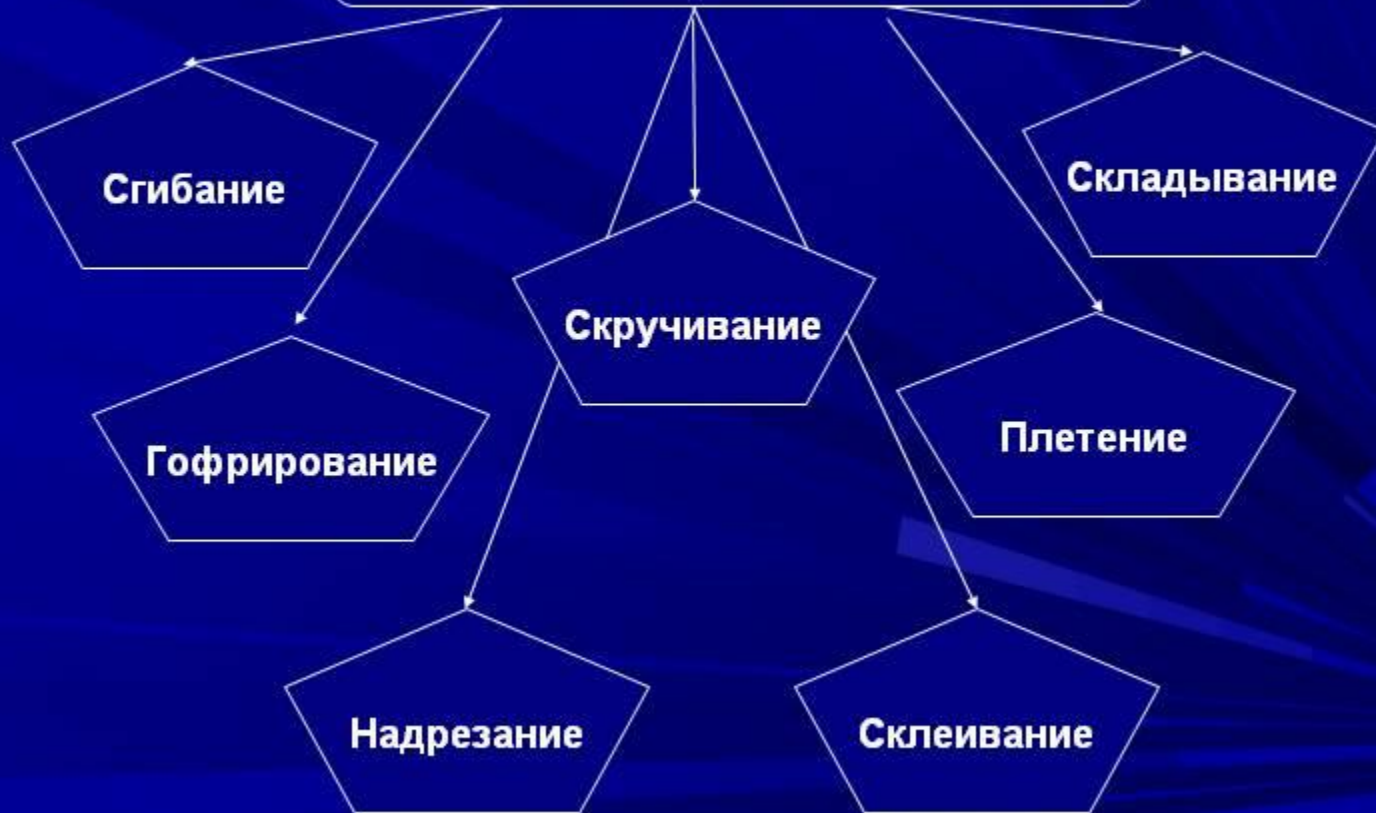 Сгибание
Складывание
Скручивание
Гофрирование
Плетение
Надрезание
Склеивание